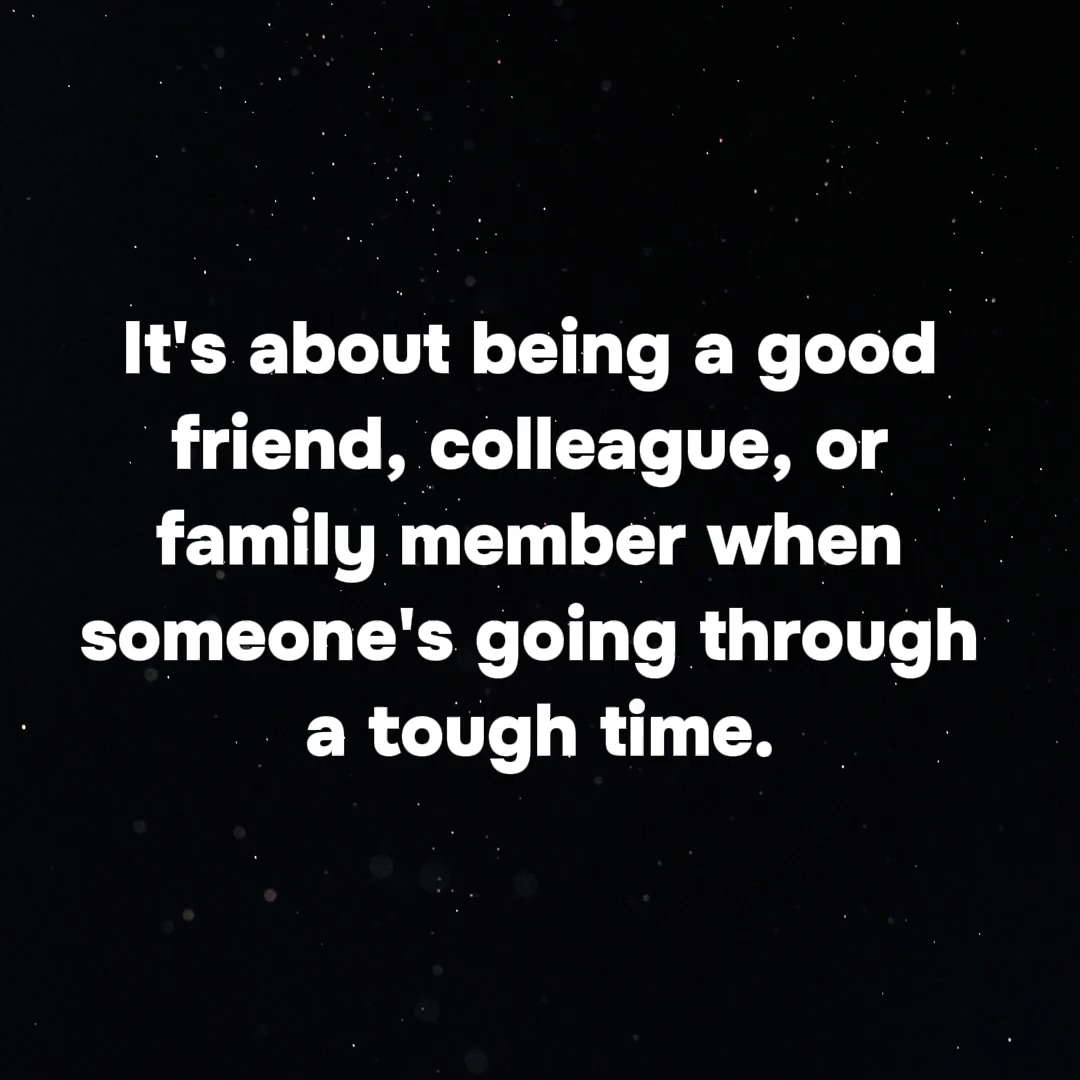 It's about being a good
friend, colleague, or
family member when
someone's going through
a tough time.